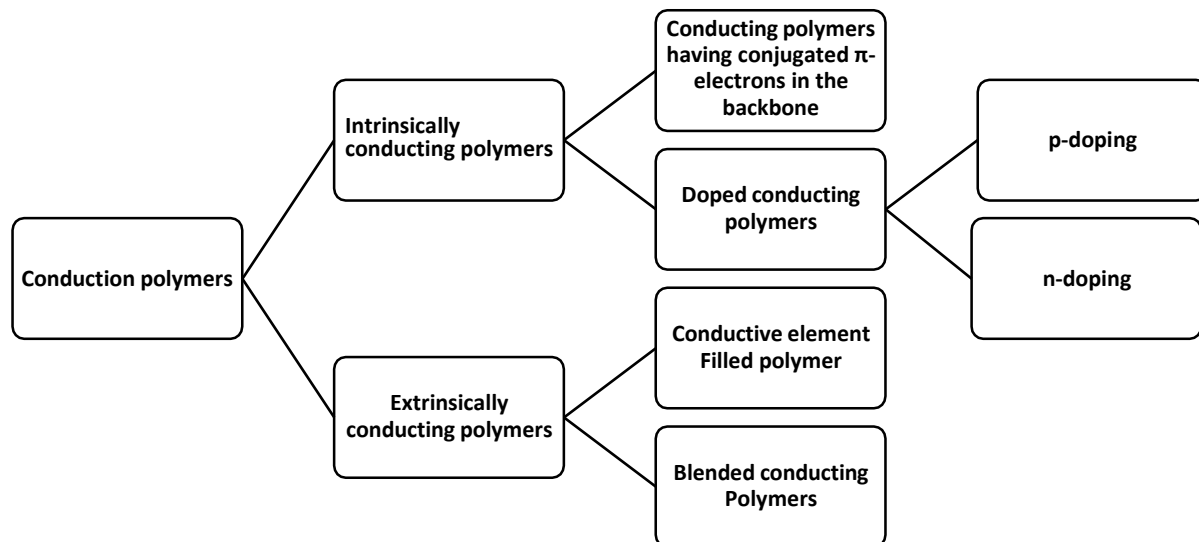 Conduction polymers
Intrinsically
conducting polymers
Conducting polymers
having conjugated π-
electrons in the
backbone
Doped conducting
polymers
p-doping
n-doping
Extrinsically
conducting polymers
Conductive element
Filled polymer
Blended conducting
Polymers